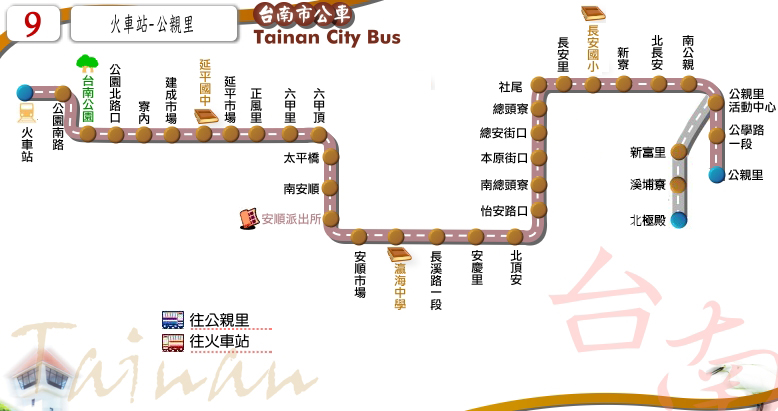 9
火車站-公親里
台南市公車
Tainan City Bus
火車站
公園南路
台南公園
公園北路口
寮內
建成市場
延平國中
延平市場
正風里
六甲里
六甲頂
太平橋
南安順
安順派出所
安順市場
瀛海中學
長溪路一段
安慶里
北頂安
怡安路口
南總頭寮
本原街口
總安街口
總頭寮
社尾
長安里
長安國小
新寮
北長安
南公親
公親里
活動中心
公學路
一段
公親里
新富里
溪埔寮
北極殿
往公親里
往火車站
Tainan
台南